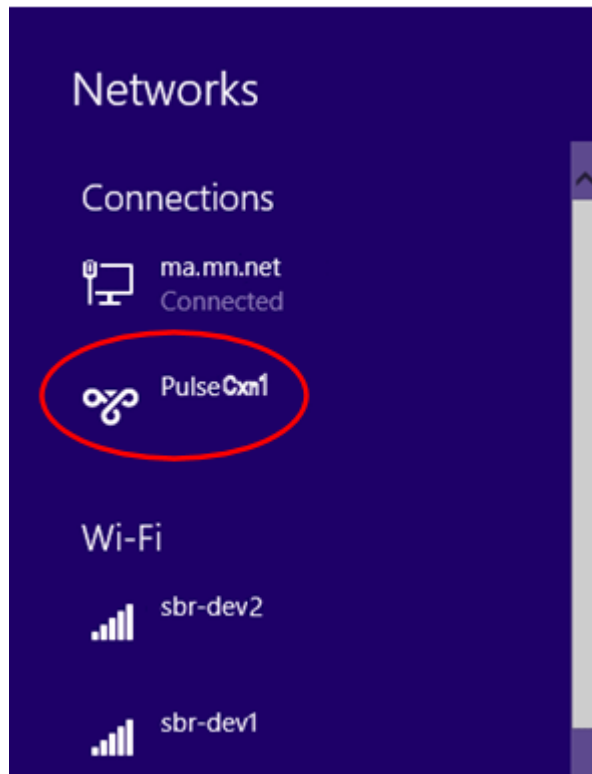 Networks
Connections
ma.mn.net
Connected
PulseCxn1
Wi-Fi
sbr-dev2
sbr-dev1